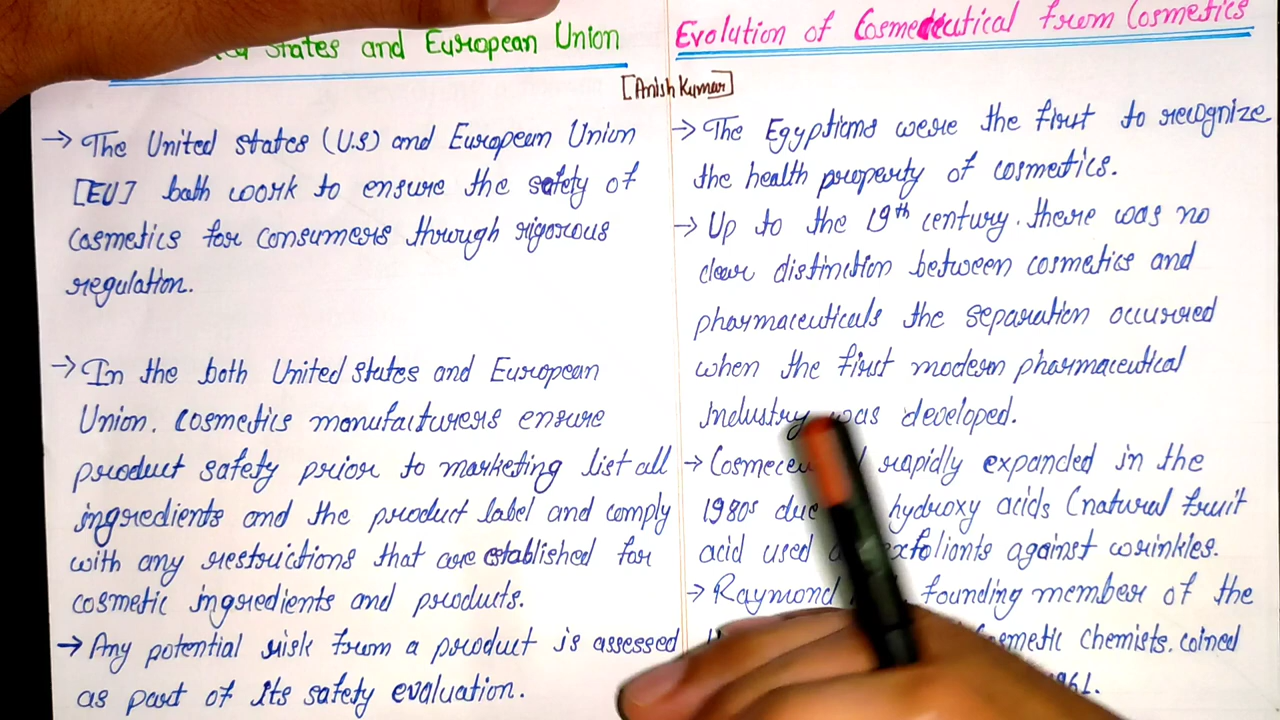 States and European Union
[Anish Kumar]
→ The United states (U.S) and European Union
[EU] both work to ensure the safety of
Cosmetics for consumers through rigorous
regulation.
→ In the both United states and European
Union. cosmetics manufacturers ensure
product safety prior to marketing list all
ingredients and the product label and comply
with any restrictions that are established for
cosmetic ingredients and products.
→ Any potential risk from a product is assessed
as part of its safety evaluation.
Evolution of Cosmeceutical from Cosmetics
→ The Egyptians were the first to recognize
the health property of cosmetics.
→ Up to the 19th century. there was no
clear distinction between cosmetics and
pharmaceuticals the separation occurred
when the first modern pharmaceutical
Industry was developed.
→ rapidly expanded in the
1980s due hydroxy acids (natural fruit
acid used exfolionts against wrinkles.
→ Raymond founding member of the
chemists. coined
1961.